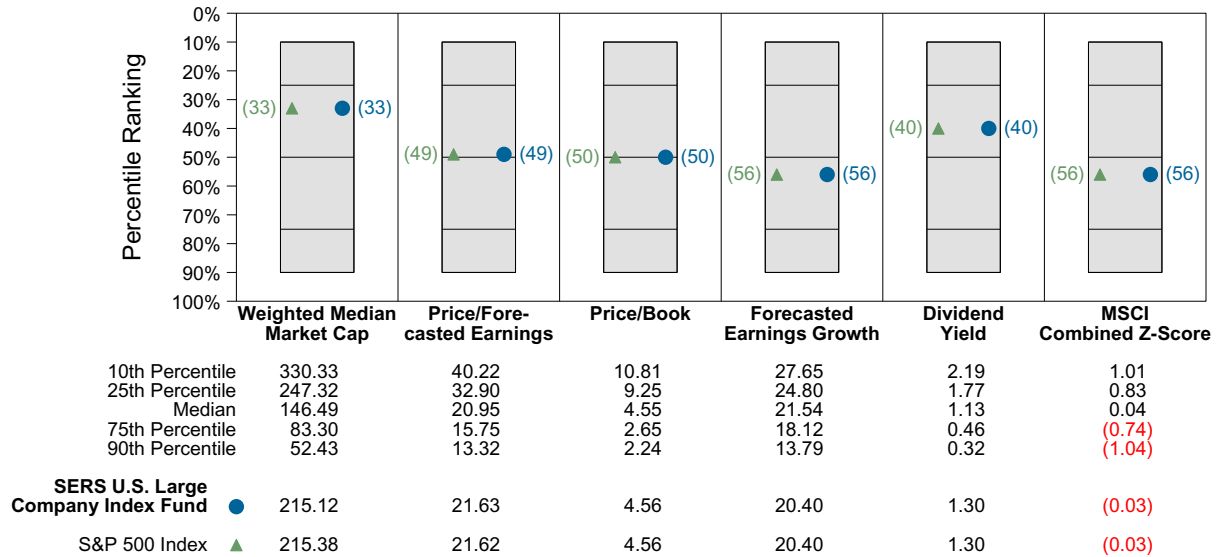 0%
10%
20%
30%
40%
50%
60%
70%
80%
90%
100%
Percentile Ranking
(33) (33)
(49) (49)
(50) (50)
(56) (56)
(40) (40)
(56) (56)
Weighted Median
Market Cap
Price/Fore-
casted Earnings
Price/Book
Forecasted
Earnings Growth
Dividend
Yield
MSCI
Combined Z-Score
10th Percentile 330.33 40.22 10.81 27.65 2.19 1.01
25th Percentile 247.32 32.90 9.25 24.80 1.77 0.83
Median 146.49 20.95 4.55 21.54 1.13 0.04
75th Percentile 83.30 15.75 2.65 18.12 0.46 (0.74)
90th Percentile 52.43 13.32 2.24 13.79 0.32 (1.04)
SERS U.S. Large
Company Index Fund 215.12 21.63 4.56 20.40 1.30 (0.03)
S&P 500 Index 215.38 21.62 4.56 20.40 1.30 (0.03)